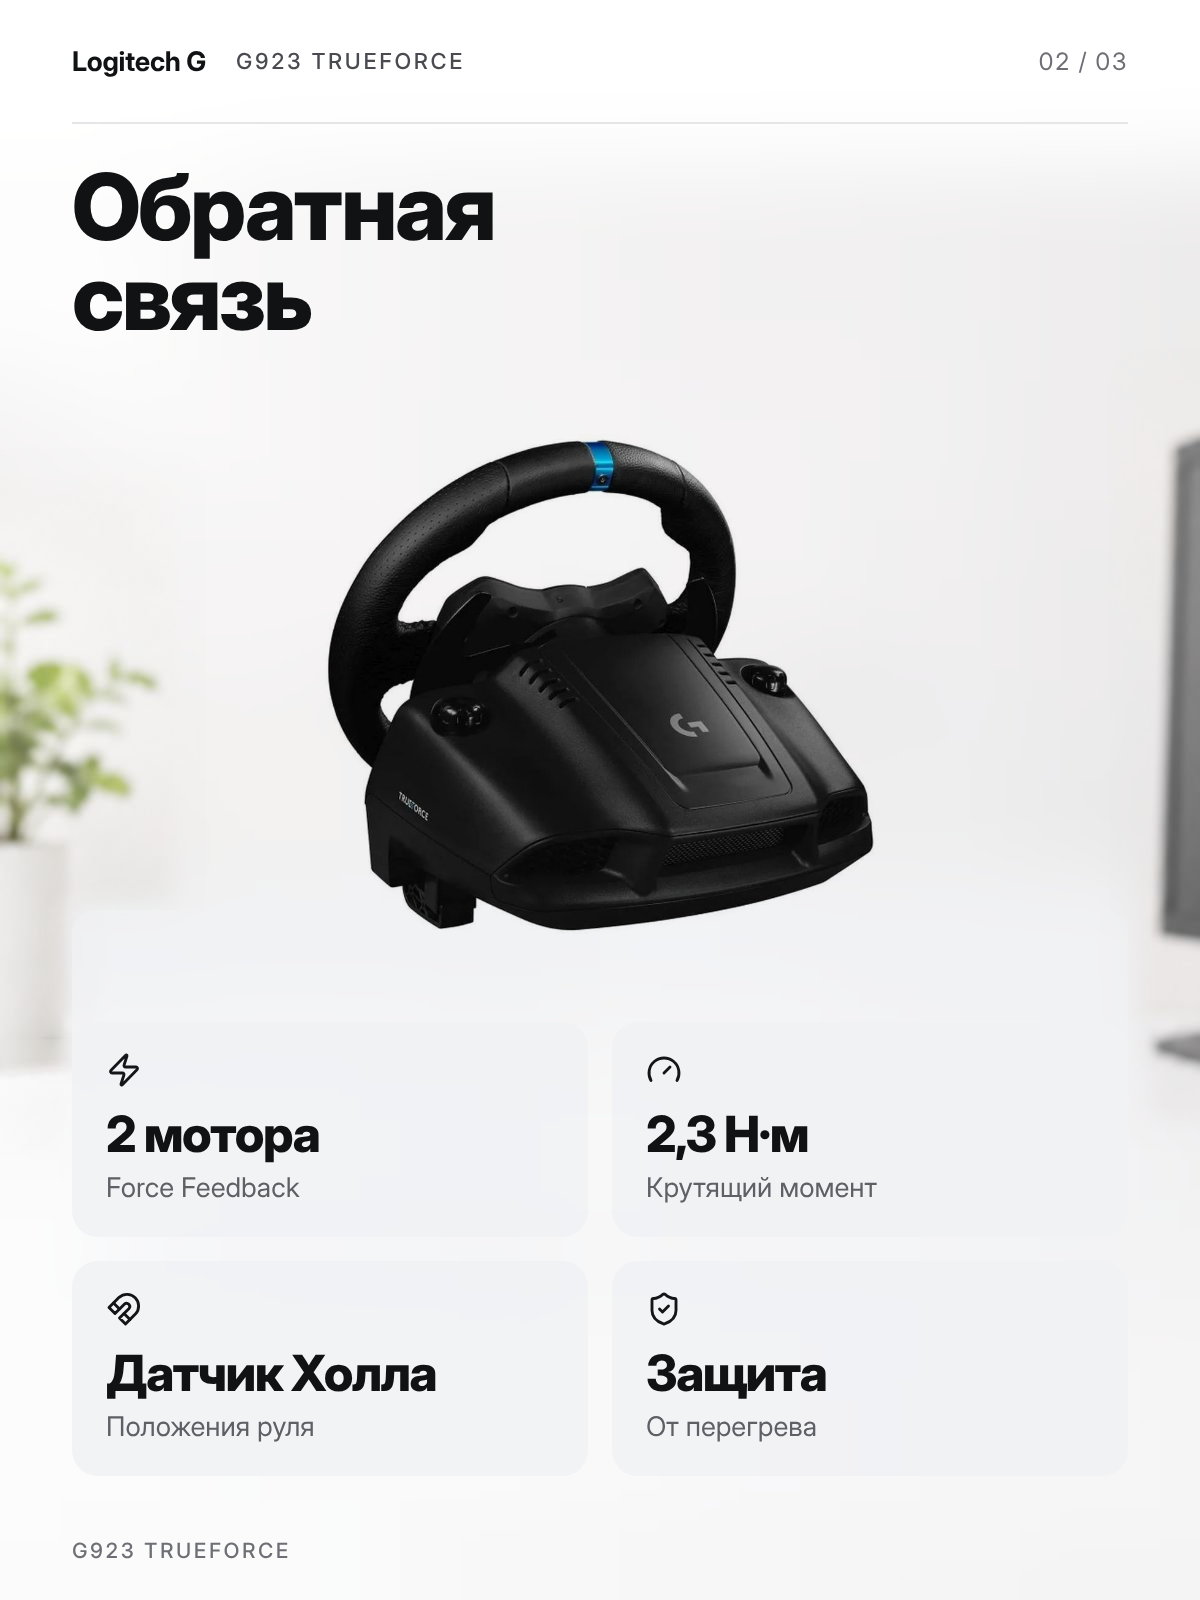 Logitech G G923 TRUEFORCE 02 / 03
Обратная
связь
TRUEFORCE
2 мотора
Force Feedback
2,3 Н·м
Крутящий момент
Датчик Холла
Положения руля
Защита
От перегрева
G923 TRUEFORCE